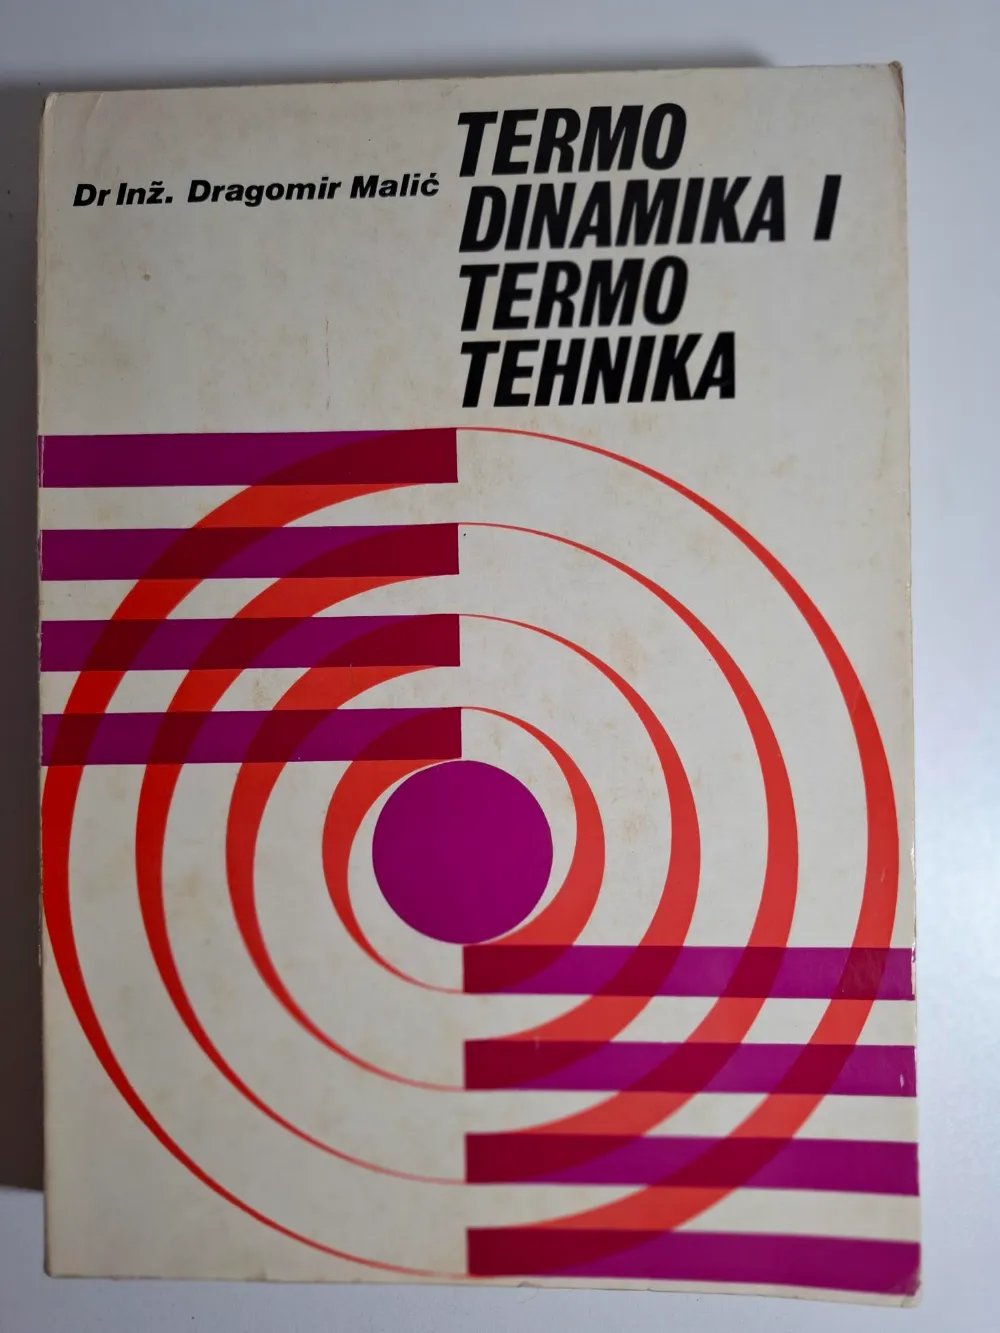 Dr Inž. Dragomir Malić
TERMO
DINAMIKA I
TERMO
TEHNIKA